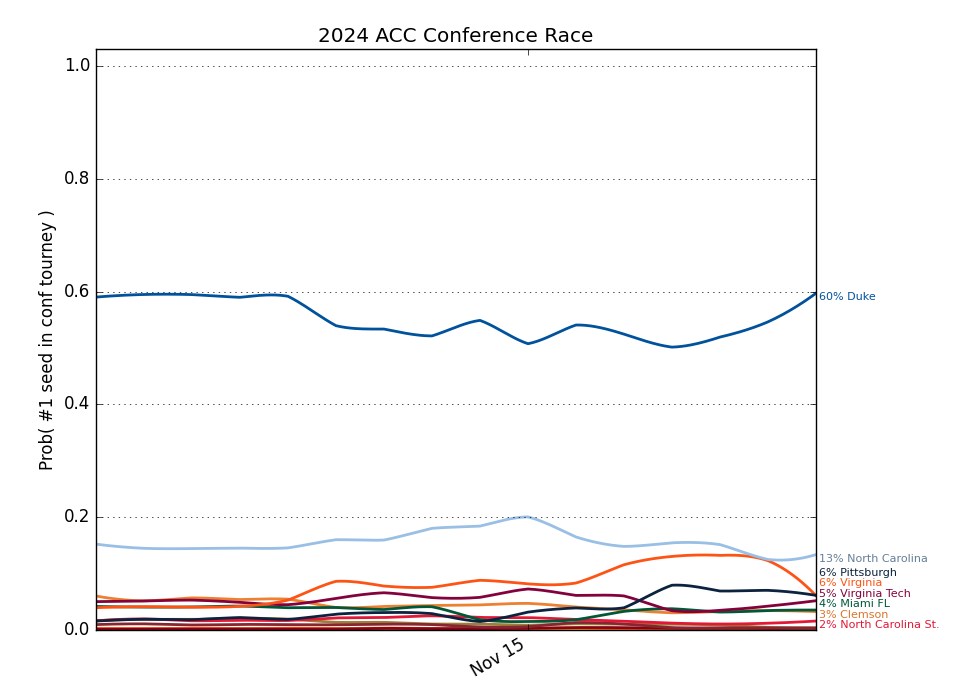 2024 ACC Conference Race
Prob( #1 seed in conf tourney )
1.0
0.8
0.6
0.4
0.2
0.0
Nov 15
60% Duke
13% North Carolina
6% Pittsburgh
6% Virginia
5% Virginia Tech
4% Miami FL
3% Clemson
2% North Carolina St.